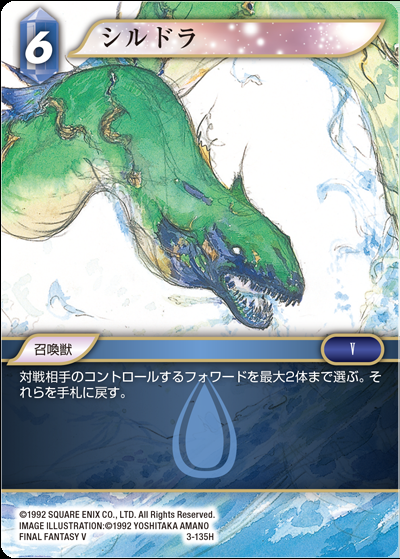 6
シルドラ
召喚獣
V
対戦相手のコントロールするフォワードを最大2体まで選ぶ。そ
れらを手札に戻す。
©1992 SQUARE ENIX CO., LTD. All Rights Reserved.
IMAGE ILLUSTRATION:©1992 YOSHITAKA AMANO
FINAL FANTASY V
3-135H